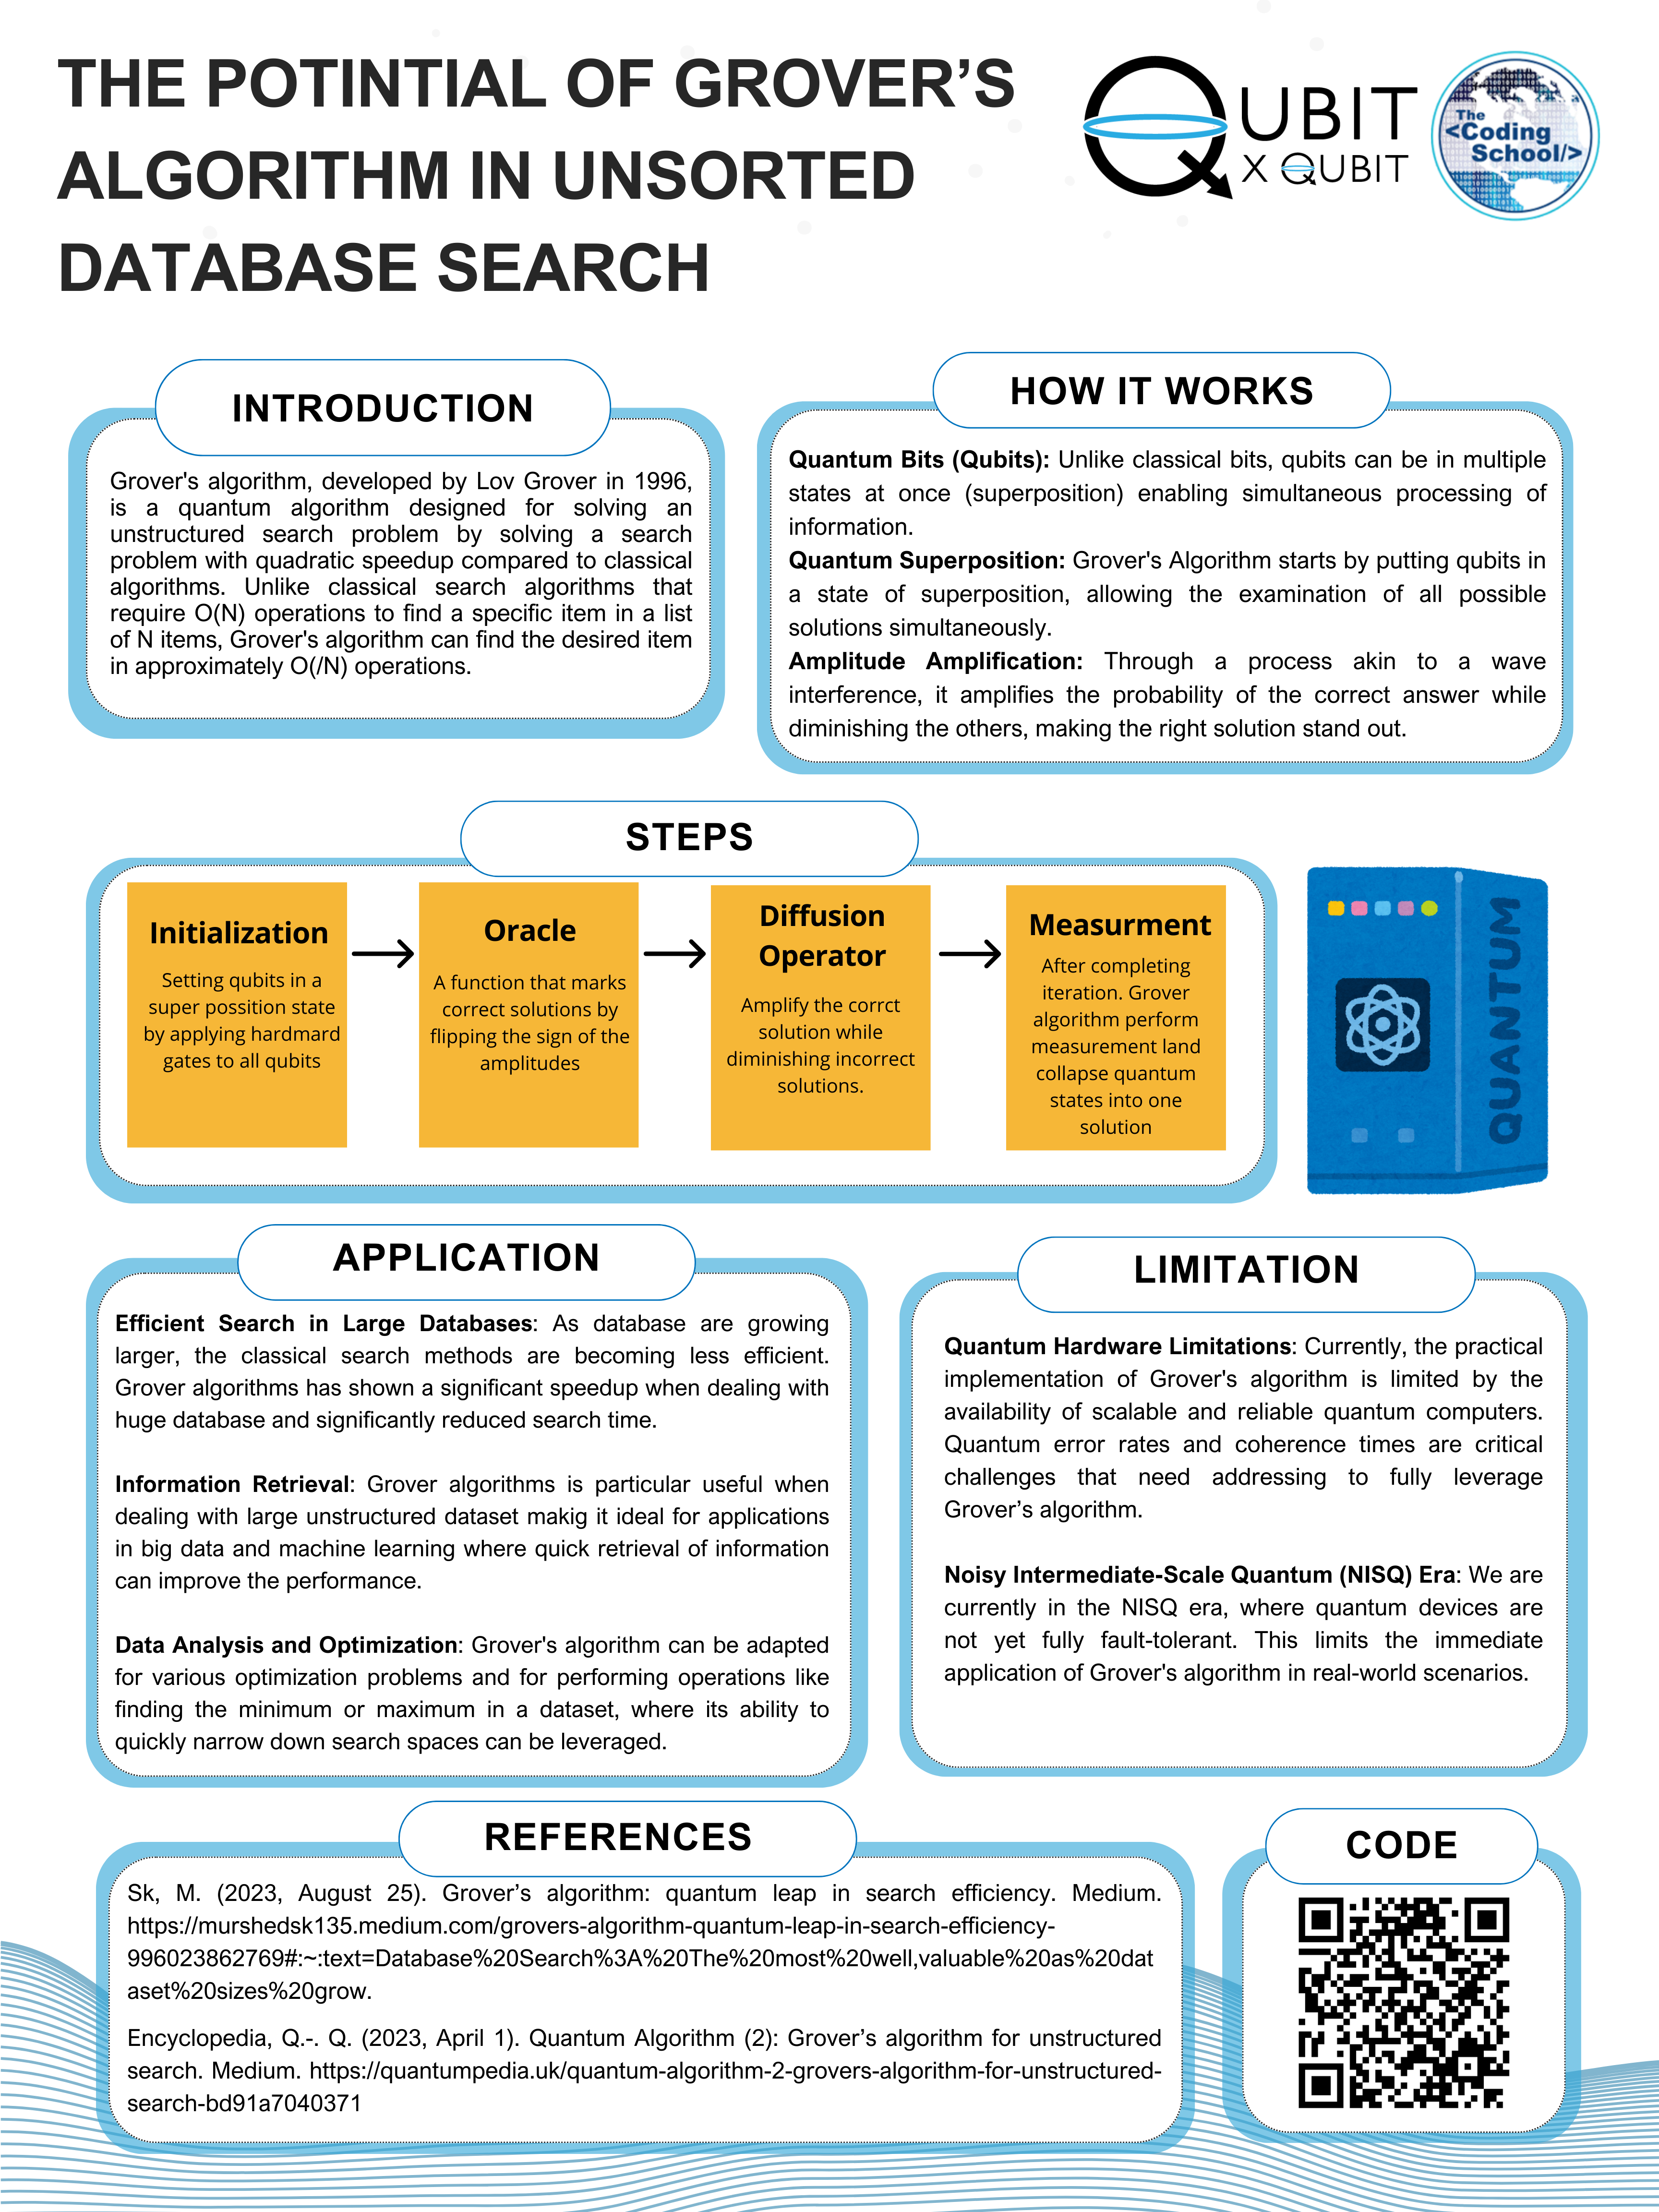 THE POTINTIAL OF GROVER’S
ALGORITHM IN UNSORTED
DATABASE SEARCH
QUBIT
X QUBIT
The
<Coding
School/>
INTRODUCTION
Grover's algorithm, developed by Lov Grover in 1996,
is a quantum algorithm designed for solving an
unstructured search problem by solving a search
problem with quadratic speedup compared to classical
algorithms. Unlike classical search algorithms that
require O(N) operations to find a specific item in a list
of N items, Grover's algorithm can find the desired item
in approximately O(/N) operations.
HOW IT WORKS
Quantum Bits (Qubits): Unlike classical bits, qubits can be in multiple
states at once (superposition) enabling simultaneous processing of
information.
Quantum Superposition: Grover's Algorithm starts by putting qubits in
a state of superposition, allowing the examination of all possible
solutions simultaneously.
Amplitude Amplification: Through a process akin to a wave
interference, it amplifies the probability of the correct answer while
diminishing the others, making the right solution stand out.
STEPS
Initialization
Setting qubits in a
super possition state
by applying hardmard
gates to all qubits
Oracle
A function that marks
correct solutions by
flipping the sign of the
amplitudes
Diffusion
Operator
Amplify the corrct
solution while
diminishing incorrect
solutions.
Measurment
After completing
iteration. Grover
algorithm perform
measurement land
collapse quantum
states into one
solution
QUANTUM
APPLICATION
Efficient Search in Large Databases: As database are growing
larger, the classical search methods are becoming less efficient.
Grover algorithms has shown a significant speedup when dealing with
huge database and significantly reduced search time.
Information Retrieval: Grover algorithms is particular useful when
dealing with large unstructured dataset makig it ideal for applications
in big data and machine learning where quick retrieval of information
can improve the performance.
Data Analysis and Optimization: Grover's algorithm can be adapted
for various optimization problems and for performing operations like
finding the minimum or maximum in a dataset, where its ability to
quickly narrow down search spaces can be leveraged.
LIMITATION
Quantum Hardware Limitations: Currently, the practical
implementation of Grover's algorithm is limited by the
availability of scalable and reliable quantum computers.
Quantum error rates and coherence times are critical
challenges that need addressing to fully leverage
Grover’s algorithm.
Noisy Intermediate-Scale Quantum (NISQ) Era: We are
currently in the NISQ era, where quantum devices are
not yet fully fault-tolerant. This limits the immediate
application of Grover's algorithm in real-world scenarios.
REFERENCES
Sk, M. (2023, August 25). Grover’s algorithm: quantum leap in search efficiency. Medium.
https://murshedsk135.medium.com/grovers-algorithm-quantum-leap-in-search-efficiency-
996023862769#:~:text=Database%20Search%3A%20The%20most%20well,valuable%20as%20dat
aset%20sizes%20grow.
Encyclopedia, Q.-. Q. (2023, April 1). Quantum Algorithm (2): Grover’s algorithm for unstructured
search. Medium. https://quantumpedia.uk/quantum-algorithm-2-grovers-algorithm-for-unstructured-
search-bd91a7040371
CODE